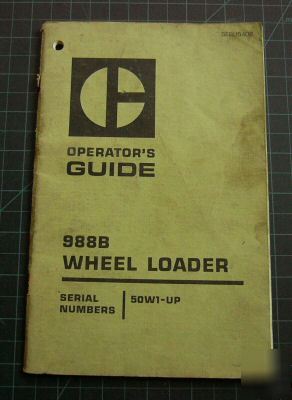 OPERATOR'S
GUIDE
988B
WHEEL LOADER
SERIAL
NUMBERS
50W1-UP